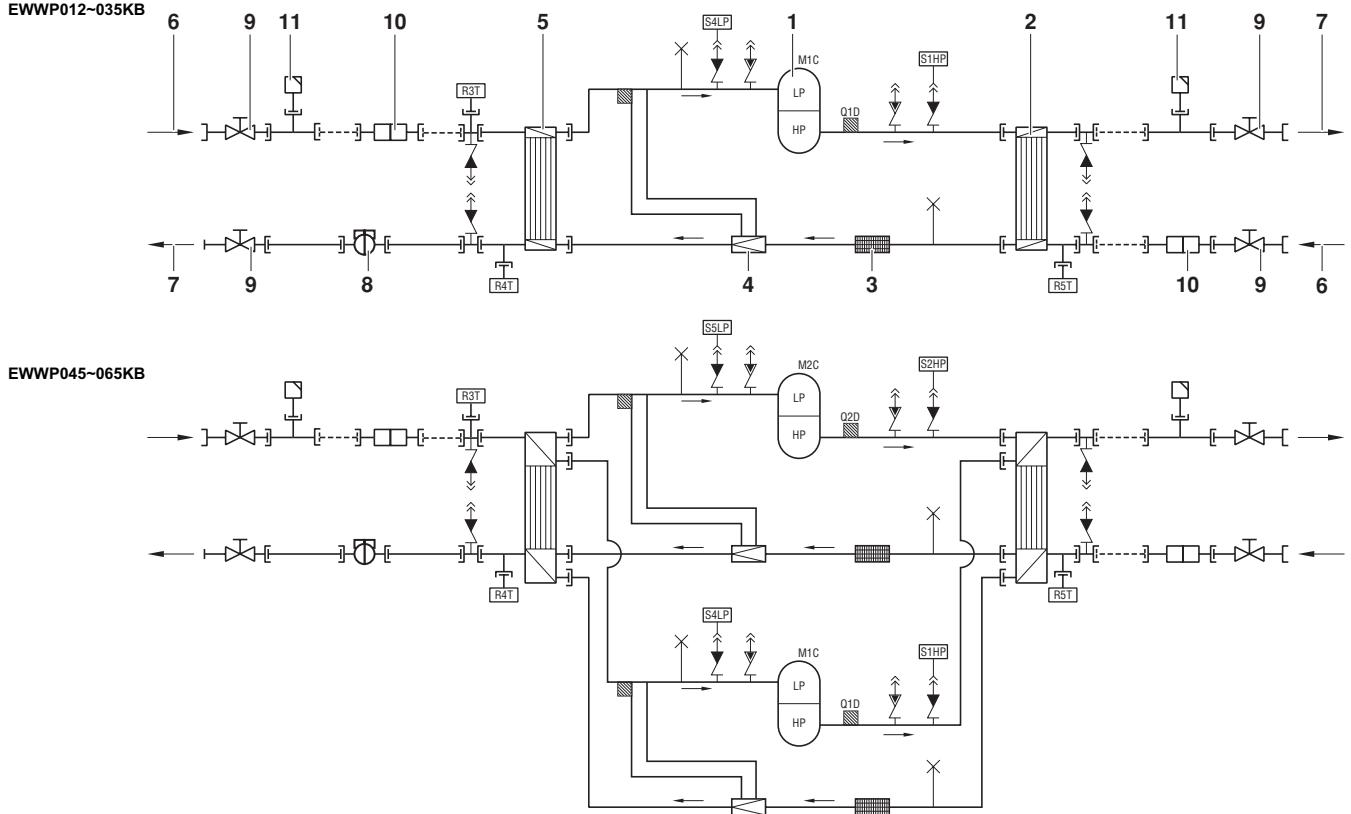 EWWP012~035KB
6 9 11 10 5 S4LP 1 M1C S1HP 2 11 9 7
R3T LP Q1D
HP
7 9 8 R4T 4 3 R5T 10 9 6
S5LP
EWWP045~065KB
R3T M2C S2HP
LP
Q2D
HP
R4T R5T
S4LP
M1C S1HP
LP
Q1D
HP